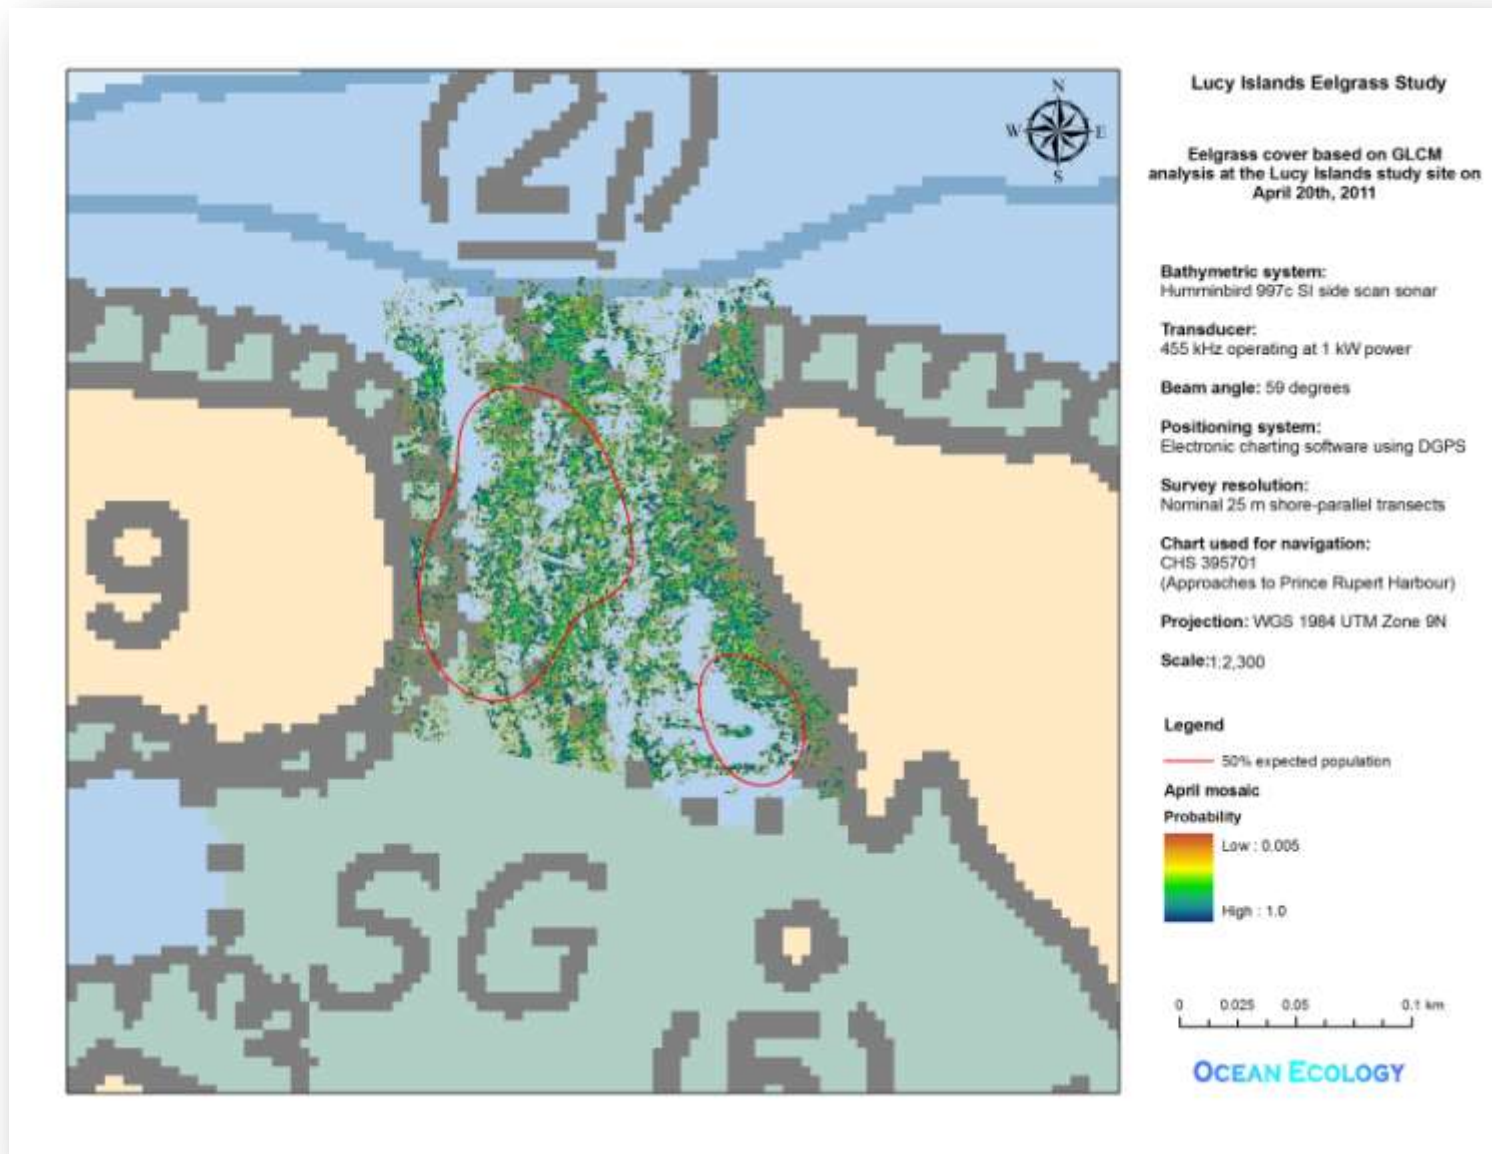 (2)
N
W E
S
9
SG
(5)
Lucy Islands Eelgrass Study
Eelgrass cover based on GLCM
analysis at the Lucy Islands study site on
April 20th, 2011
Bathymetric system:
Humminbird 997c SI side scan sonar
Transducer:
455 kHz operating at 1 kW power
Beam angle: 59 degrees
Positioning system:
Electronic charting software using DGPS
Survey resolution:
Nominal 25 m shore-parallel transects
Chart used for navigation:
CHS 395701
(Approaches to Prince Rupert Harbour)
Projection: WGS 1984 UTM Zone 9N
Scale:1:2,300
Legend
50% expected population
April mosaic
Probability
Low : 0.005
High : 1.0
0 0.025 0.05 0.1 km
OCEAN ECOLOGY